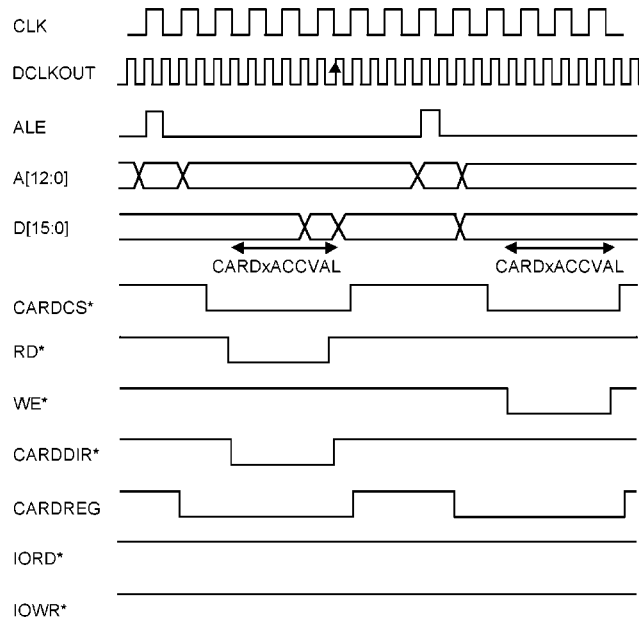 CLK
DCLKOUT
ALE
A[12:0]
D[15:0]
CARDxACCVAL CARDxACCVAL
CARDCS*
RD*
WE*
CARDDIR*
CARDREG
IORD*
IOWR*